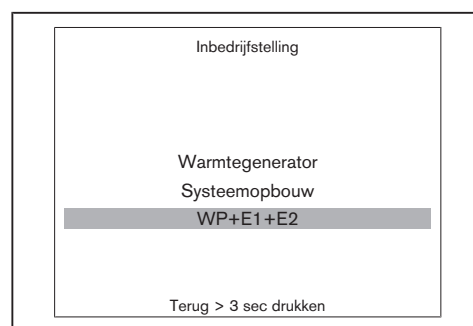 Inbedrijfstelling
Warmtegenerator
Systeemopbouw
WP+E1+E2
Terug > 3 sec drukken